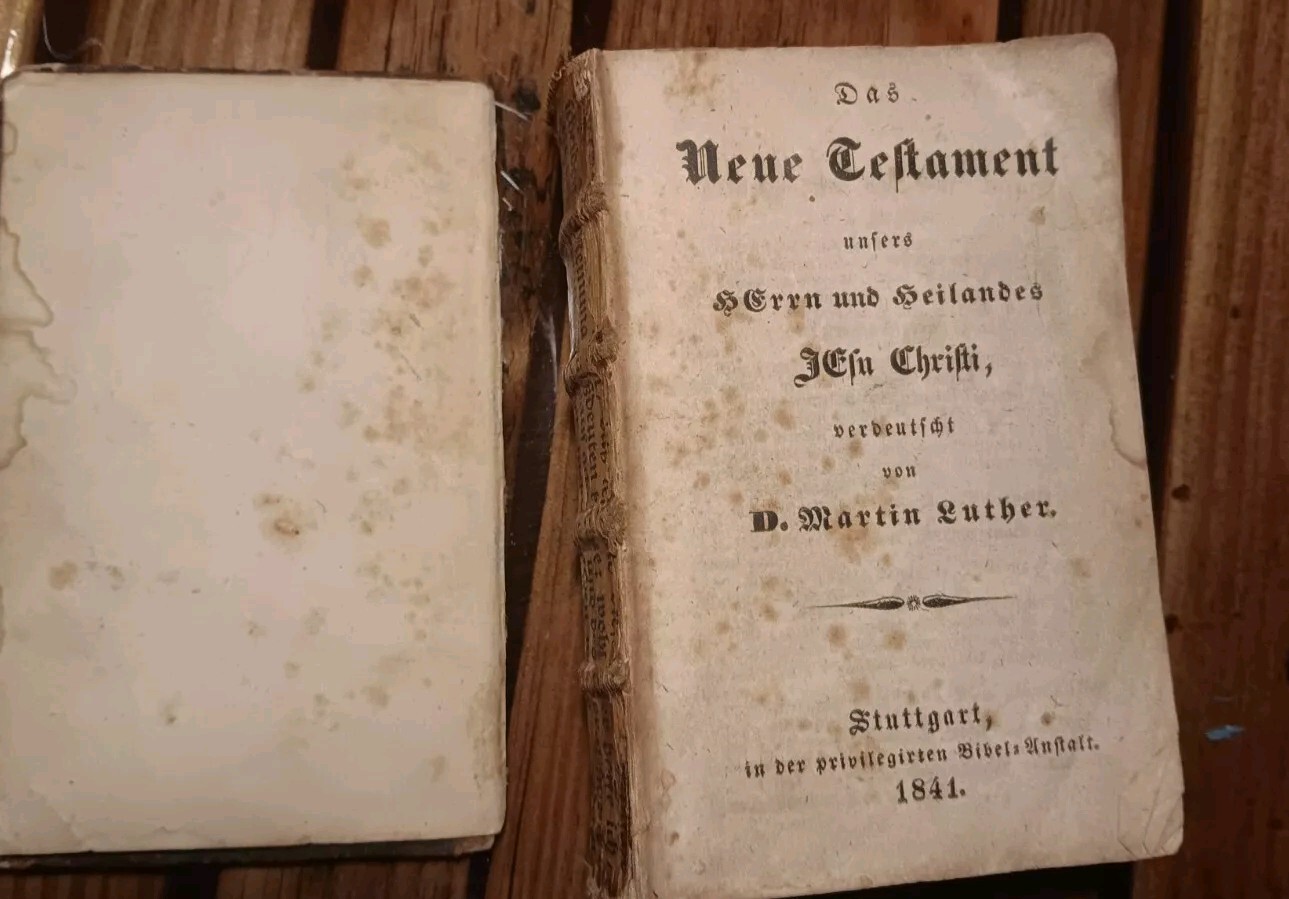 Das
Neue Teſtament
unſers
HErrn und Heilandes
JEſu Chriſti,
verdeutſcht
von
D. Martin Luther.
Stuttgart,
in der privilegirten Bibel⸗Anſtalt.
1841.